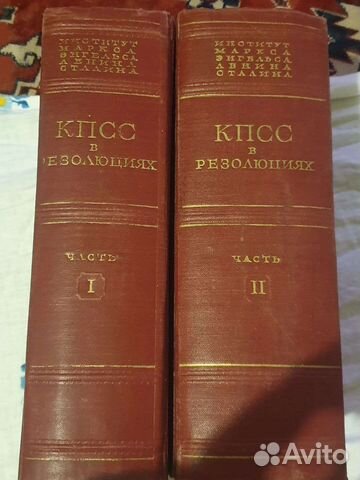 ИНСТИТУТ
МАРКСА
ЭНГЕЛЬСА
ЛЕНИНА
СТАЛИНА
КПСС
В
РЕЗОЛЮЦИЯХ
ЧАСТЬ
I
ИНСТИТУТ
МАРКСА
ЭНГЕЛЬСА
ЛЕНИНА
СТАЛИНА
КПСС
В
РЕЗОЛЮЦИЯХ
ЧАСТЬ
II
Avito